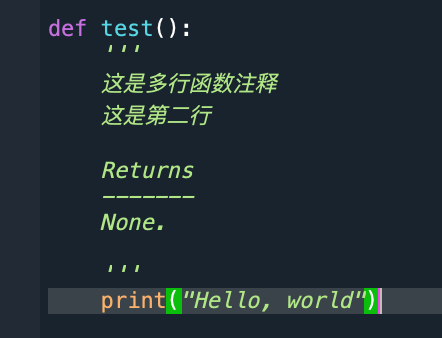 def test():
    '''
    这是多行函数注释
    这是第二行

    Returns
    -------
    None.

    '''
    print("Hello, world")